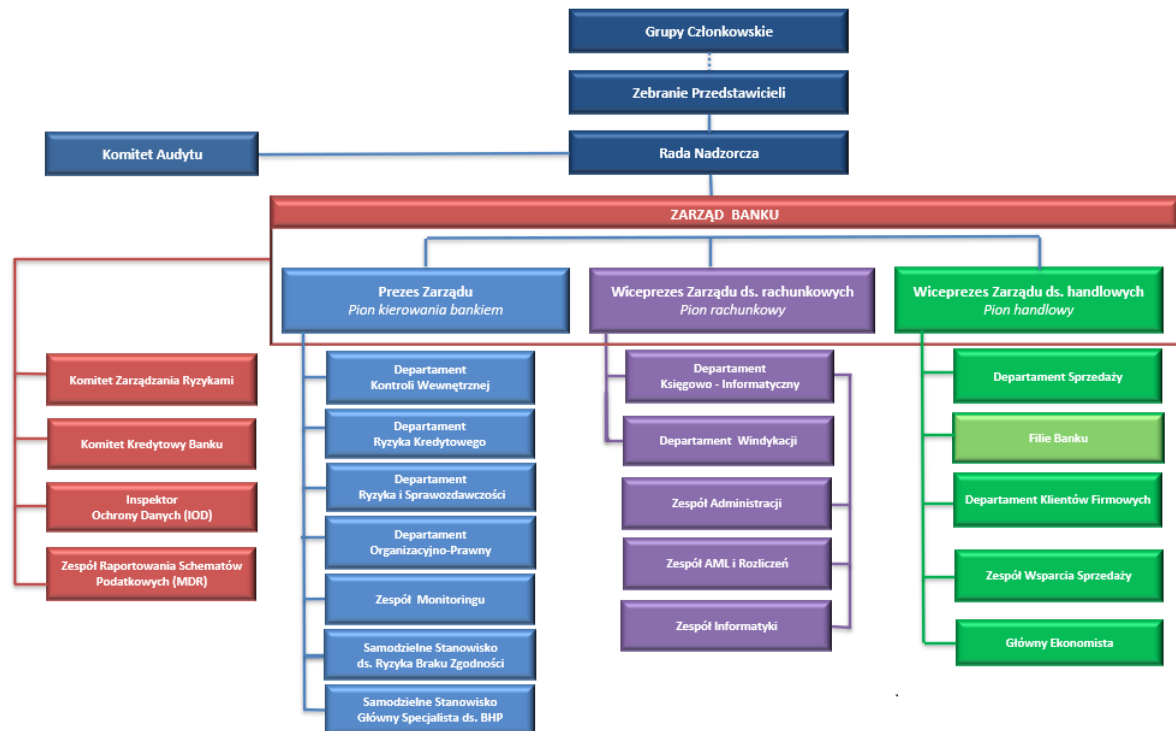 Grupy Członkowskie
Zebranie Przedstawicieli
Komitet Audytu
Rada Nadzorcza
ZARZĄD BANKU
Prezes Zarządu
Pion kierowania bankiem
Wiceprezes Zarządu ds. rachunkowych
Pion rachunkowy
Wiceprezes Zarządu ds. handlowych
Pion handlowy
Komitet Zarządzania Ryzykami
Komitet Kredytowy Banku
Inspektor
Ochrony Danych (IOD)
Zespół Raportowania Schematów
Podatkowych (MDR)
Departament
Kontroli Wewnętrznej
Departament
Ryzyka Kredytowego
Departament
Ryzyka i Sprawozdawczości
Departament
Organizacyjno-Prawny
Zespół Monitoringu
Samodzielne Stanowisko
ds. Ryzyka Braku Zgodności
Samodzielne Stanowisko
Główny Specjalista ds. BHP
Departament
Księgowo - Informatyczny
Departament Windykacji
Zespół Administracji
Zespół AML i Rozliczeń
Zespół Informatyki
Departament Sprzedaży
Filie Banku
Departament Klientów Firmowych
Zespół Wsparcia Sprzedaży
Główny Ekonomista
.